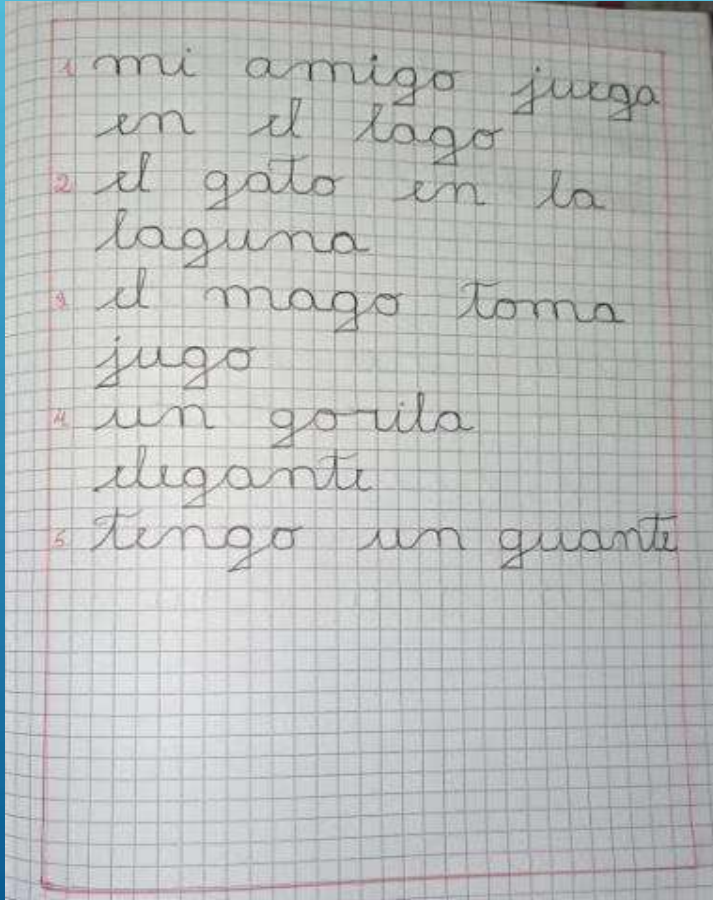 1 mi amigo juega
en el lago
2 el gato en la
laguna
3 el mago toma
jugo
4 un gorila
elegante
5 tengo un guante